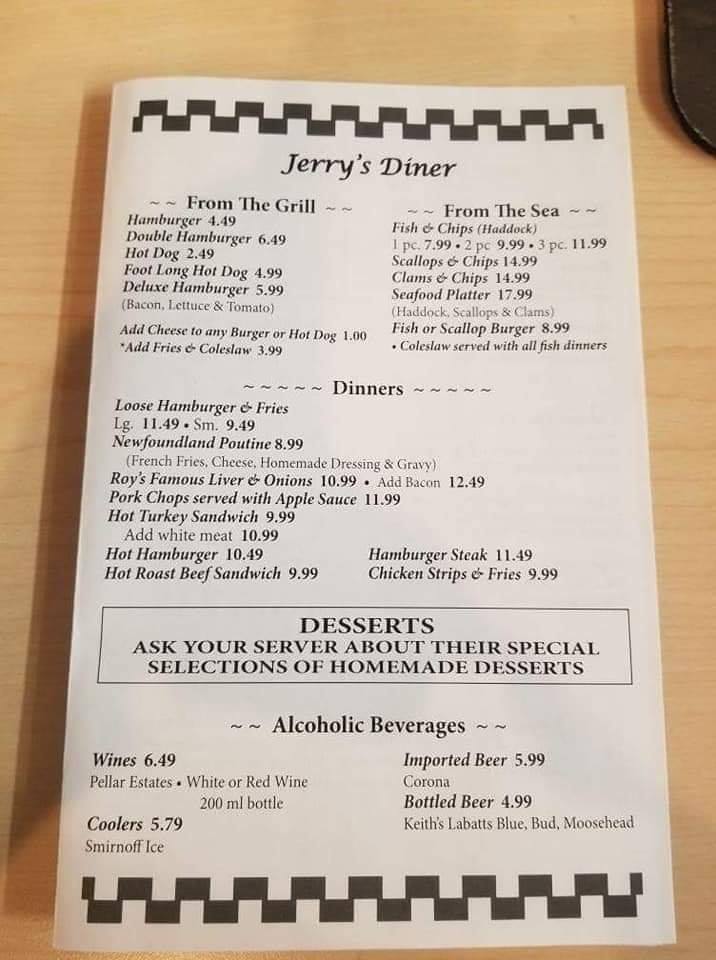 Jerry's Diner
~ ~ From The Grill ~ ~
Hamburger 4.49
Double Hamburger 6.49
Hot Dog 2.49
Foot Long Hot Dog 4.99
Deluxe Hamburger 5.99
(Bacon, Lettuce & Tomato)
Add Cheese to any Burger or Hot Dog 1.00
*Add Fries & Coleslaw 3.99
~ ~ From The Sea ~ ~
Fish & Chips (Haddock)
1 pc. 7.99 • 2 pc 9.99 • 3 pc. 11.99
Scallops & Chips 14.99
Clams & Chips 14.99
Seafood Platter 17.99
(Haddock, Scallops & Clams)
Fish or Scallop Burger 8.99
• Coleslaw served with all fish dinners
~ ~ ~ ~ ~ Dinners ~ ~ ~ ~ ~
Loose Hamburger & Fries
Lg. 11.49 • Sm. 9.49
Newfoundland Poutine 8.99
(French Fries, Cheese, Homemade Dressing & Gravy)
Roy's Famous Liver & Onions 10.99 • Add Bacon 12.49
Pork Chops served with Apple Sauce 11.99
Hot Turkey Sandwich 9.99
Add white meat 10.99
Hot Hamburger 10.49
Hot Roast Beef Sandwich 9.99
Hamburger Steak 11.49
Chicken Strips & Fries 9.99
DESSERTS
ASK YOUR SERVER ABOUT THEIR SPECIAL
SELECTIONS OF HOMEMADE DESSERTS
~ ~ Alcoholic Beverages ~ ~
Wines 6.49
Pellar Estates • White or Red Wine
200 ml bottle
Coolers 5.79
Smirnoff Ice
Imported Beer 5.99
Corona
Bottled Beer 4.99
Keith's Labatts Blue, Bud, Moosehead